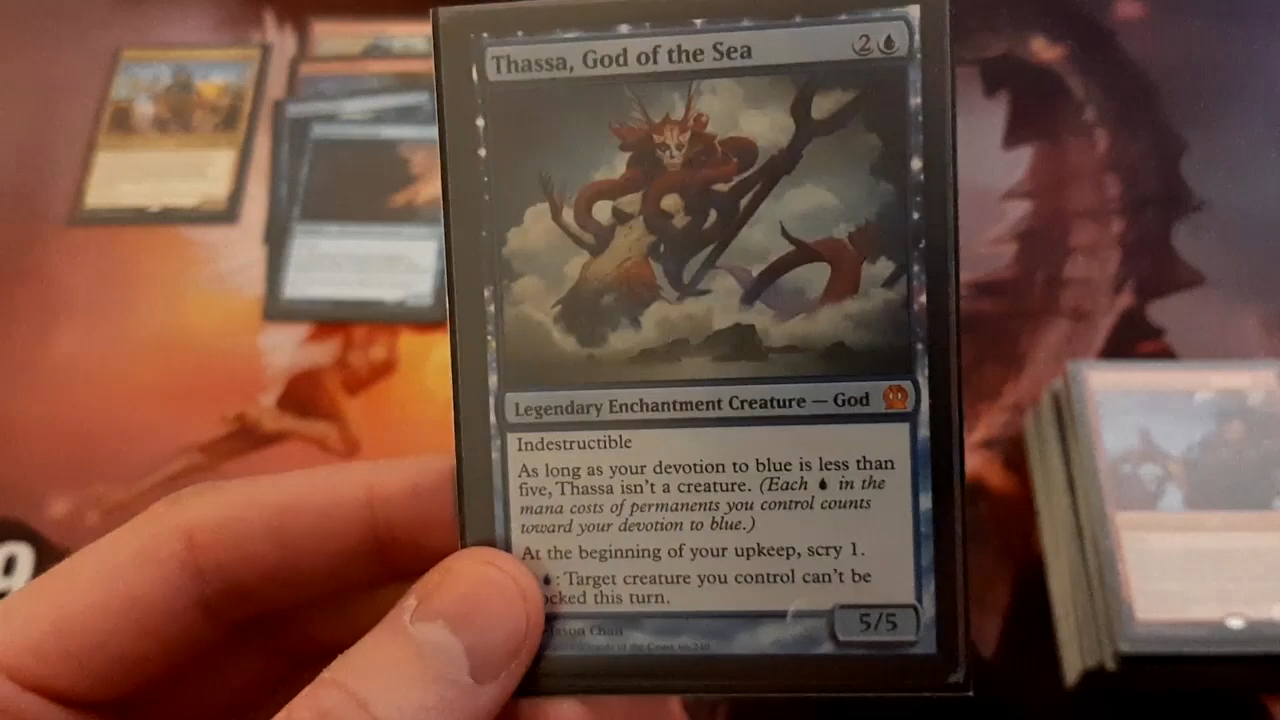 Thassa, God of the Sea
2
Legendary Enchantment Creature — God
Indestructible
As long as your devotion to blue is less than
five, Thassa isn't a creature. (Each in the
mana costs of permanents you control counts
toward your devotion to blue.)
At the beginning of your upkeep, scry 1.
: Target creature you control can't be
ocked this turn.
5/5
Jason Chan
9